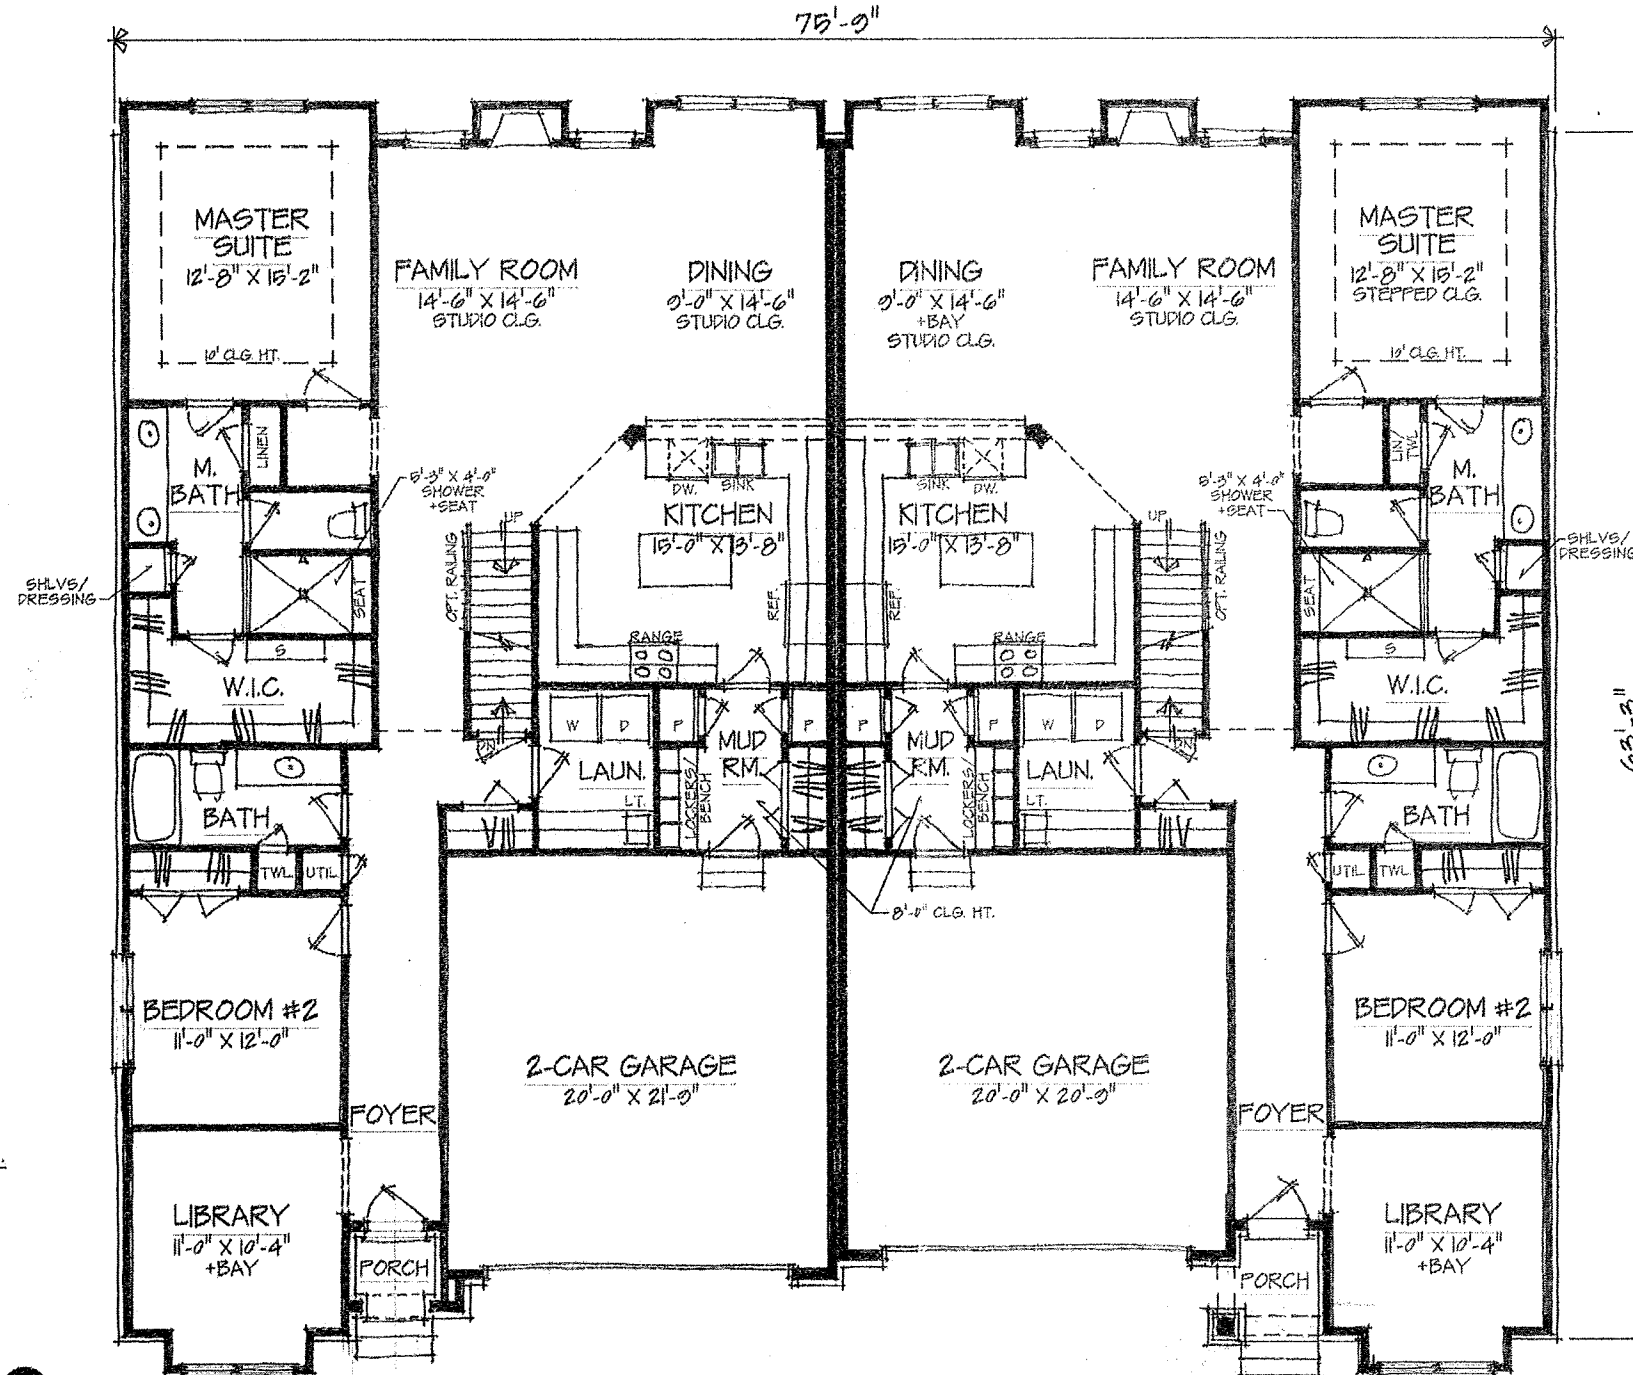 75'-9"
MASTER
SUITE
12'-8" X 15'-2"
10' CLG. HT.
FAMILY ROOM
14'-6" X 14'-6"
STUDIO CLG.
DINING
9'-0" X 14'-6"
STUDIO CLG.
DINING
9'-0" X 14'-6"
+BAY
STUDIO CLG.
FAMILY ROOM
14'-6" X 14'-6"
STUDIO CLG.
MASTER
SUITE
12'-8" X 15'-2"
STEPPED CLG.
10' CLG. HT.
M.
BATH
LINEN
5'-3" X 4'-0"
SHOWER
+SEAT
SEAT
SHLVS/
DRESSING
S
W.I.C.
UP
OPT. RAILING
DN
DW.
SINK
KITCHEN
15'-0" X 13'-8"
REF.
RANGE
SINK
DW.
KITCHEN
15'-0" X 13'-8"
REF.
RANGE
UP
OPT. RAILING
DN
5'-3" X 4'-0"
SHOWER
+SEAT
SEAT
LIN/
TWL
M.
BATH
SHLVS/
DRESSING
S
W.I.C.
63'-3"
W
D
P
MUD
RM.
P
LAUN.
LT.
LOCKERS/
BENCH
P
MUD
RM.
P
W
D
LAUN.
LT.
LOCKERS/
BENCH
8'-0" CLG. HT.
BATH
TWL
UTIL
BATH
UTIL
TWL
BEDROOM #2
11'-0" X 12'-0"
2-CAR GARAGE
20'-0" X 21'-9"
2-CAR GARAGE
20'-0" X 20'-9"
BEDROOM #2
11'-0" X 12'-0"
FOYER
FOYER
LIBRARY
11'-0" X 10'-4"
+BAY
PORCH
PORCH
LIBRARY
11'-0" X 10'-4"
+BAY